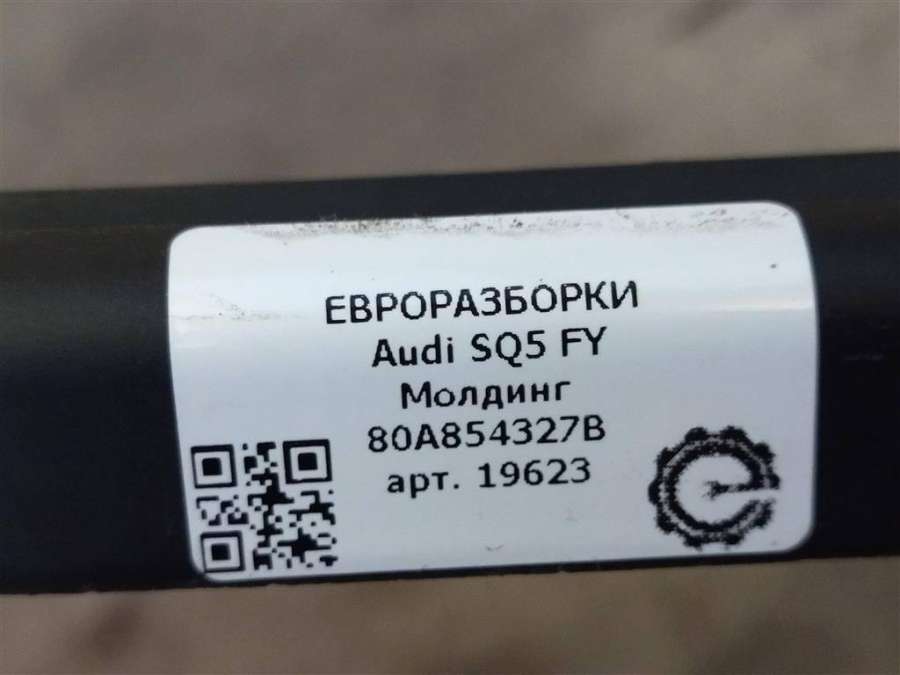 ЕВРОРАЗБОРКИ
Audi SQ5 FY
Молдинг
80A854327B
арт. 19623